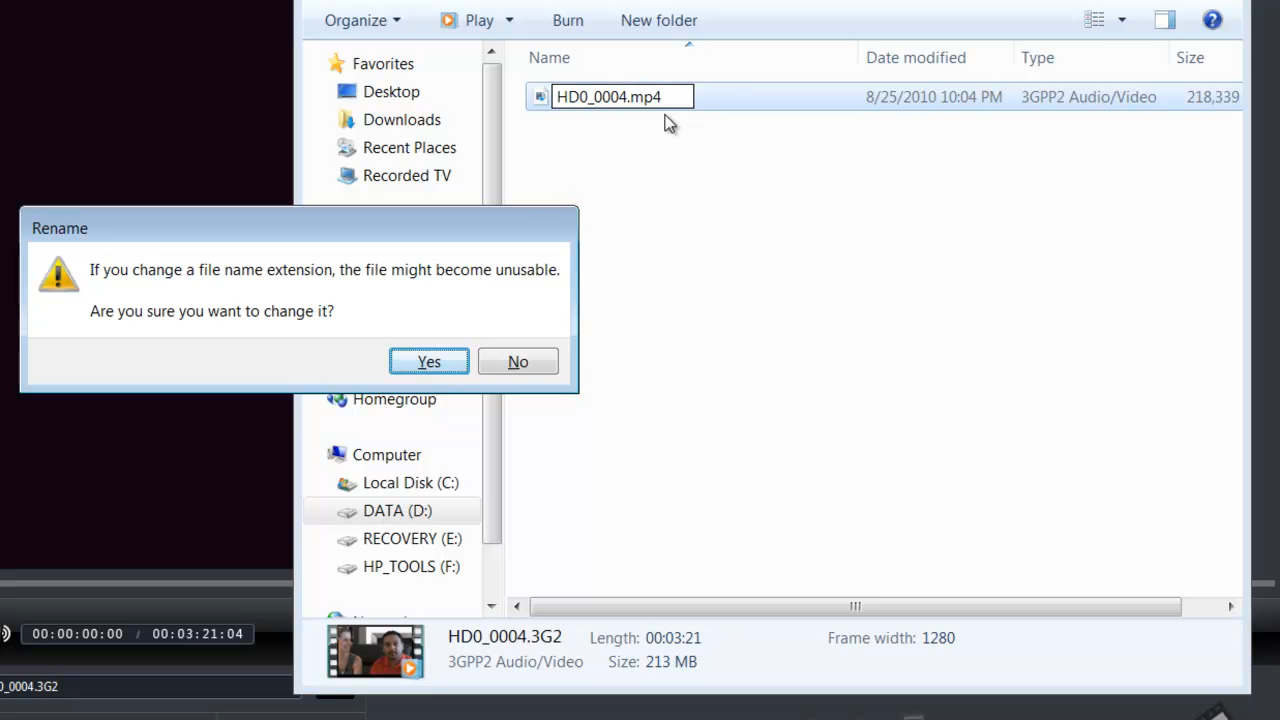 Organize Play Burn New folder
Name Date modified Type Size
Favorites
Desktop
Downloads
Recent Places
Recorded TV
HD0_0004.mp4 8/25/2010 10:04 PM 3GPP2 Audio/Video 218,339
Rename
If you change a file name extension, the file might become unusable.
Are you sure you want to change it?
Yes No
Homegroup
Computer
Local Disk (C:)
DATA (D:)
RECOVERY (E:)
HP_TOOLS (F:)
00:00:00:00 / 00:03:21:04
0_0004.3G2
HD0_0004.3G2 Length: 00:03:21 Frame width: 1280
3GPP2 Audio/Video Size: 213 MB